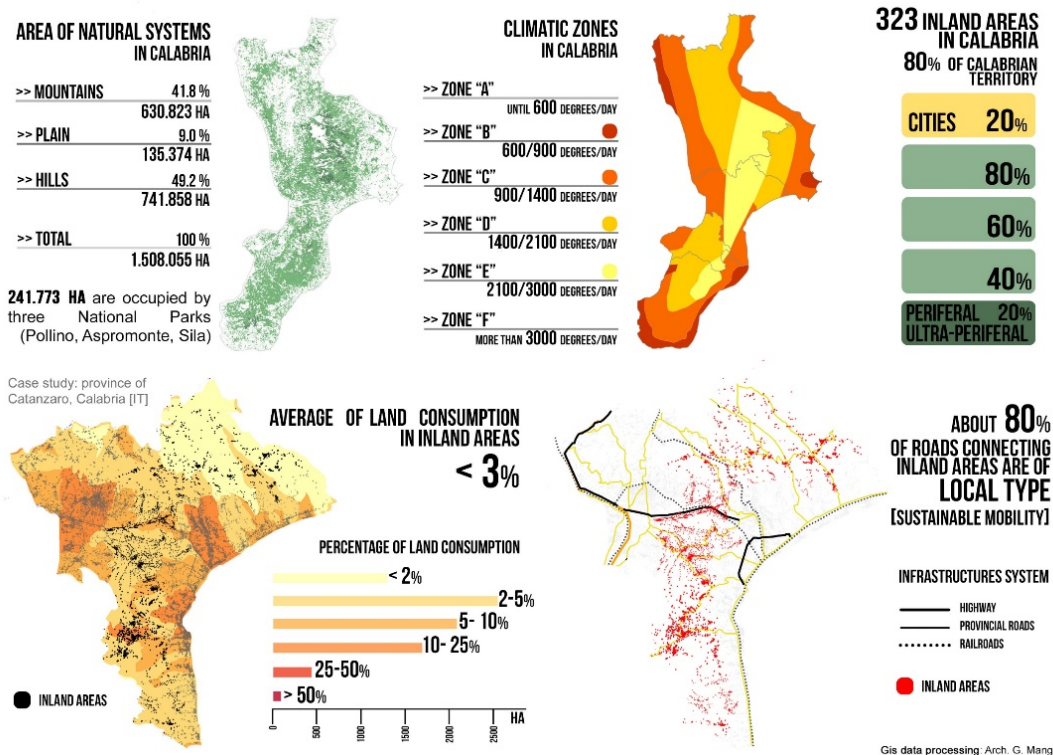 AREA OF NATURAL SYSTEMS
IN CALABRIA
>> MOUNTAINS 41.8 %
630.823 HA
>> PLAIN 9.0 %
135.374 HA
>> HILLS 49.2 %
741.858 HA
>> TOTAL 100 %
1.508.055 HA
241.773 HA are occupied by
three National Parks
(Pollino, Aspromonte, Sila)
CLIMATIC ZONES
IN CALABRIA
>> ZONE "A"
UNTIL 600 DEGREES/DAY
>> ZONE "B"
600/900 DEGREES/DAY
>> ZONE "C"
900/1400 DEGREES/DAY
>> ZONE "D"
1400/2100 DEGREES/DAY
>> ZONE "E"
2100/3000 DEGREES/DAY
>> ZONE "F"
MORE THAN 3000 DEGREES/DAY
323 INLAND AREAS
IN CALABRIA
80% OF CALABRIAN
TERRITORY
CITIES 20%
80%
60%
40%
PERIFERAL 20%
ULTRA-PERIFERAL
Case study: province of
Catanzaro, Calabria [IT]
AVERAGE OF LAND CONSUMPTION
IN INLAND AREAS
< 3%
PERCENTAGE OF LAND CONSUMPTION
< 2%
2-5%
5- 10%
10- 25%
25-50%
> 50%
0 500 1000 1500 2000 2500 HA
INLAND AREAS
ABOUT 80%
OF ROADS CONNECTING
INLAND AREAS ARE OF
LOCAL TYPE
[SUSTAINABLE MOBILITY]
INFRASTRUCTURES SYSTEM
HIGHWAY
PROVINCIAL ROADS
RAILROADS
INLAND AREAS
Gis data processing: Arch. G. Mang